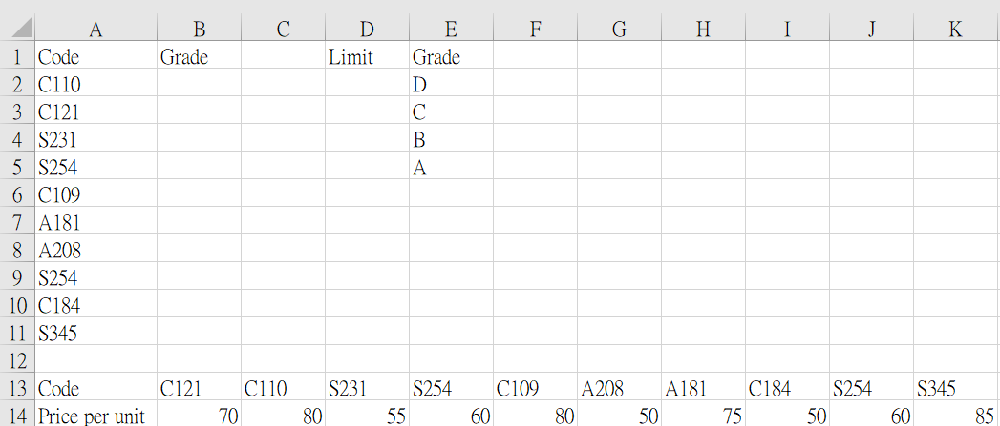 A B C D E F G H I J K
1 Code Grade Limit Grade
2 C110 D
3 C121 C
4 S231 B
5 S254 A
6 C109
7 A181
8 A208
9 S254
10 C184
11 S345
12
13 Code C121 C110 S231 S254 C109 A208 A181 C184 S254 S345
14 Price per unit 70 80 55 60 80 50 75 50 60 85